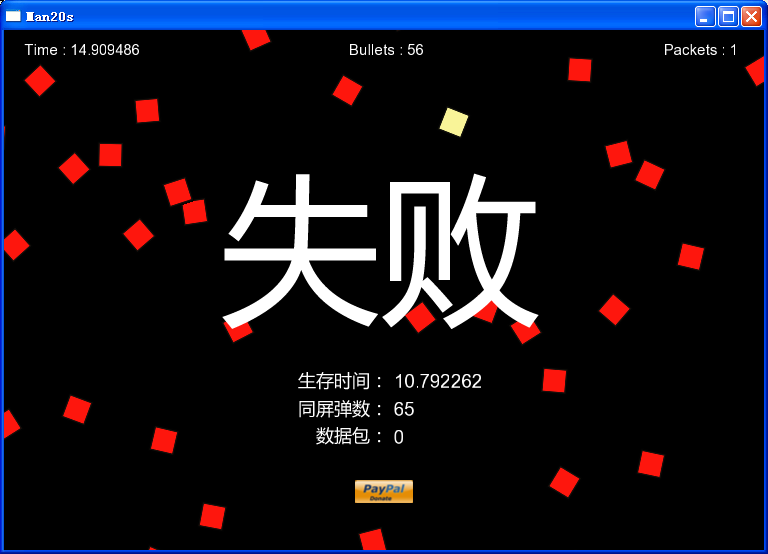 Man20s
Time : 14.909486 Bullets : 56 Packets : 1
失败
生存时间： 10.792262
同屏弹数： 65
数据包： 0
PayPal
Donate